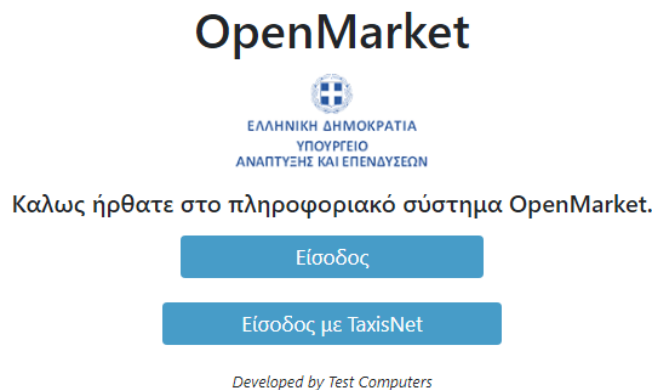 OpenMarket
ΕΛΛΗΝΙΚΗ ΔΗΜΟΚΡΑΤΙΑ
ΥΠΟΥΡΓΕΙΟ
ΑΝΑΠΤΥΞΗΣ ΚΑΙ ΕΠΕΝΔΥΣΕΩΝ
Καλως ήρθατε στο πληροφοριακό σύστημα OpenMarket.
Είσοδος
Είσοδος με TaxisNet
Developed by Test Computers